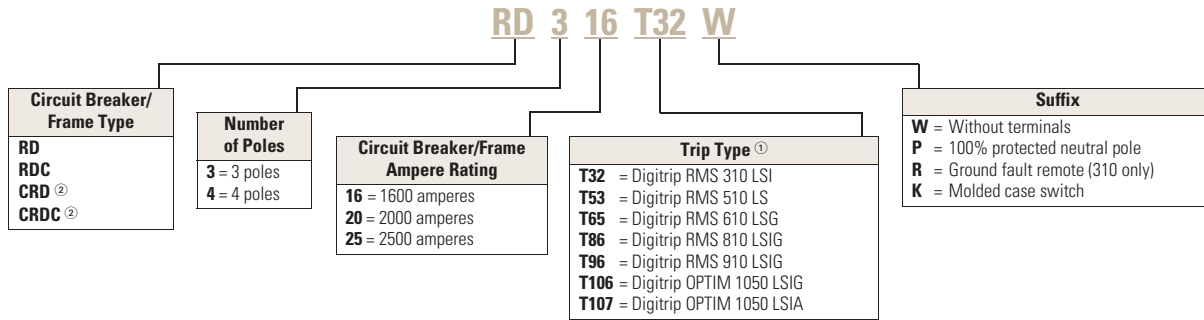 RD 3 16 T32 W
Circuit Breaker/
Frame Type
RD
RDC
CRD ②
CRDC ②
Number
of Poles
3 = 3 poles
4 = 4 poles
Circuit Breaker/Frame
Ampere Rating
16 = 1600 amperes
20 = 2000 amperes
25 = 2500 amperes
Trip Type ①
T32 = Digitrip RMS 310 LSI
T53 = Digitrip RMS 510 LS
T65 = Digitrip RMS 610 LSG
T86 = Digitrip RMS 810 LSIG
T96 = Digitrip RMS 910 LSIG
T106 = Digitrip OPTIM 1050 LSIG
T107 = Digitrip OPTIM 1050 LSIA
Suffix
W = Without terminals
P = 100% protected neutral pole
R = Ground fault remote (310 only)
K = Molded case switch